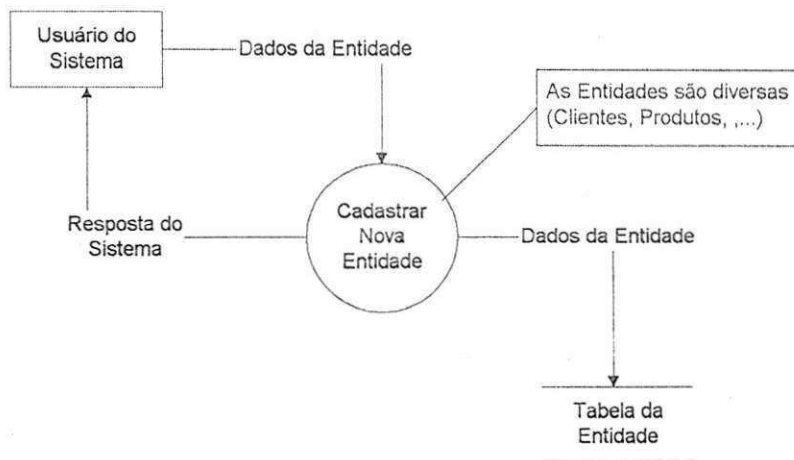 Usuário do
Sistema
Dados da Entidade
As Entidades são diversas
(Clientes, Produtos, ,...)
Cadastrar
Nova
Entidade
Resposta do
Sistema
Dados da Entidade
Tabela da
Entidade